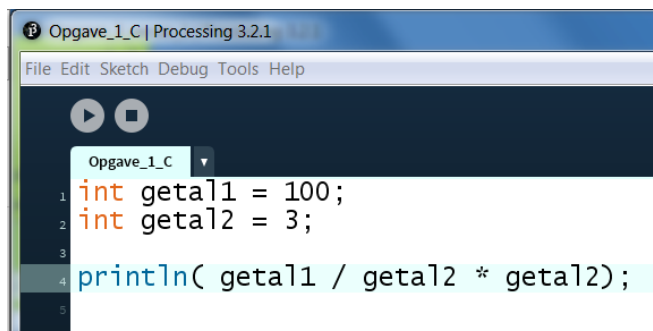 Opgave_1_C | Processing 3.2.1
File Edit Sketch Debug Tools Help
Opgave_1_C
1 int getal1 = 100;
2 int getal2 = 3;
3
4 println( getal1 / getal2 * getal2);
5